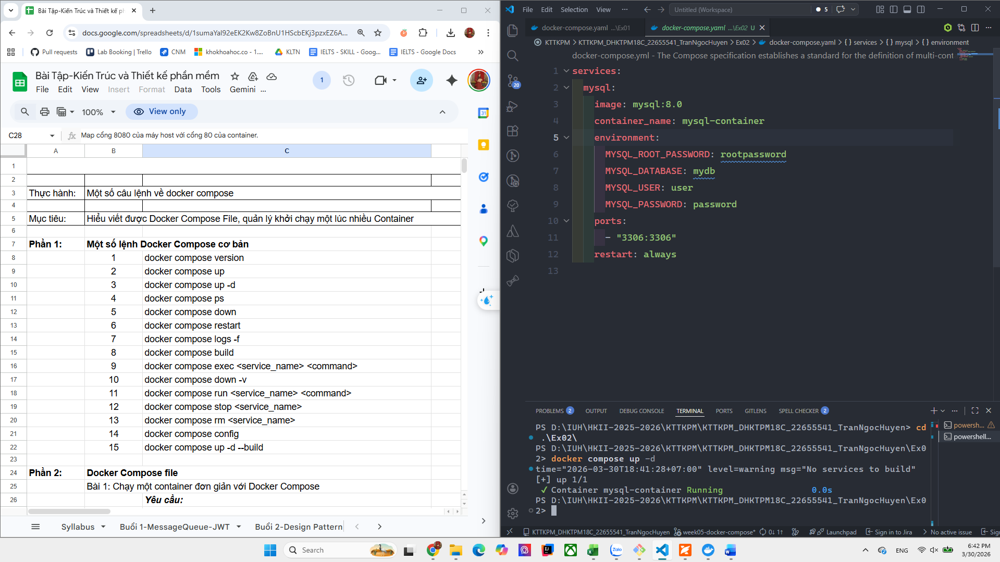 Bài Tập-Kiến Trúc và Thiết kế ph
docs.google.com/spreadsheets/d/1sumaYaI92eEK2Kw8ZoBnU1HScbEKj3pzxEZ6A...
Pull requests
Lab Booking | Trello
CNM
khokhoahoc.co - 1....
KLTN
IELTS - SKILL - Goog...
IELTS - Google Docs
Bài Tập-Kiến Trúc và Thiết kế phần mềm
1
File Edit View Insert Format Data Tools Gemini ...
100%
View only
C28
fx Map cổng 8080 của máy host với cổng 80 của container.
A B C
1
2
3 Thực hành: Một số câu lệnh về docker compose
4
5 Mục tiêu: Hiểu viết được Docker Compose File, quản lý khởi chạy một lúc nhiều Container
6
7 Phần 1: Một số lệnh Docker Compose cơ bản
8 1 docker compose version
9 2 docker compose up
10 3 docker compose up -d
11 4 docker compose ps
12 5 docker compose down
13 6 docker compose restart
14 7 docker compose logs -f
15 8 docker compose build
16 9 docker compose exec <service_name> <command>
17 10 docker compose down -v
18 11 docker compose run <service_name> <command>
19 12 docker compose stop <service_name>
20 13 docker compose rm <service_name>
21 14 docker compose config
22 15 docker compose up -d --build
23
24 Phần 2: Docker Compose file
25 Bài 1: Chạy một container đơn giản với Docker Compose
26 Yêu cầu:
Syllabus
Buổi 1-MessageQueue-JWT
Buổi 2-Design Pattern
31
File Edit Selection View ...
Untitled (Workspace)
5
docker-compose.yaml ...\Ex01
docker-compose.yaml ...\Ex02 U
KTTKPM > KTTKPM_DHKTPM18C_22655541_TranNgocHuyen > Ex02 > docker-compose.yaml > {} services > {} mysql > {} environment
docker-compose.yml - The Compose specification establishes a standard for the definition of multi-cont
20
1 services:
2 mysql:
3 image: mysql:8.0
4 container_name: mysql-container
5 environment:
6 MYSQL_ROOT_PASSWORD: rootpassword
7 MYSQL_DATABASE: mydb
8 MYSQL_USER: user
9 MYSQL_PASSWORD: password
10 ports:
11 - "3306:3306"
12 restart: always
13
PROBLEMS 2 OUTPUT DEBUG CONSOLE TERMINAL PORTS GITLENS SPELL CHECKER 2
PS D:\IUH\HKII-2025-2026\KTTKPM\KTTKPM_DHKTPM18C_22655541_TranNgocHuyen> cd
.\Ex02\
PS D:\IUH\HKII-2025-2026\KTTKPM\KTTKPM_DHKTPM18C_22655541_TranNgocHuyen\Ex0
2> docker compose up -d
time="2026-03-30T18:41:28+07:00" level=warning msg="No services to build"
[+] up 1/1
✓ Container mysql-container Running 0.0s
PS D:\IUH\HKII-2025-2026\KTTKPM\KTTKPM_DHKTPM18C_22655541_TranNgocHuyen\Ex0
2>
powersh...
powershell...
KTTKPM_DHKTPM18C_22655541_TranNgocHuyen
week05-docker-compose*
0↓ 1↑
Launchpad
Sign in to Jira
No active issue
Sig
Search
Zalo
ENG
6:42 PM
3/30/2026